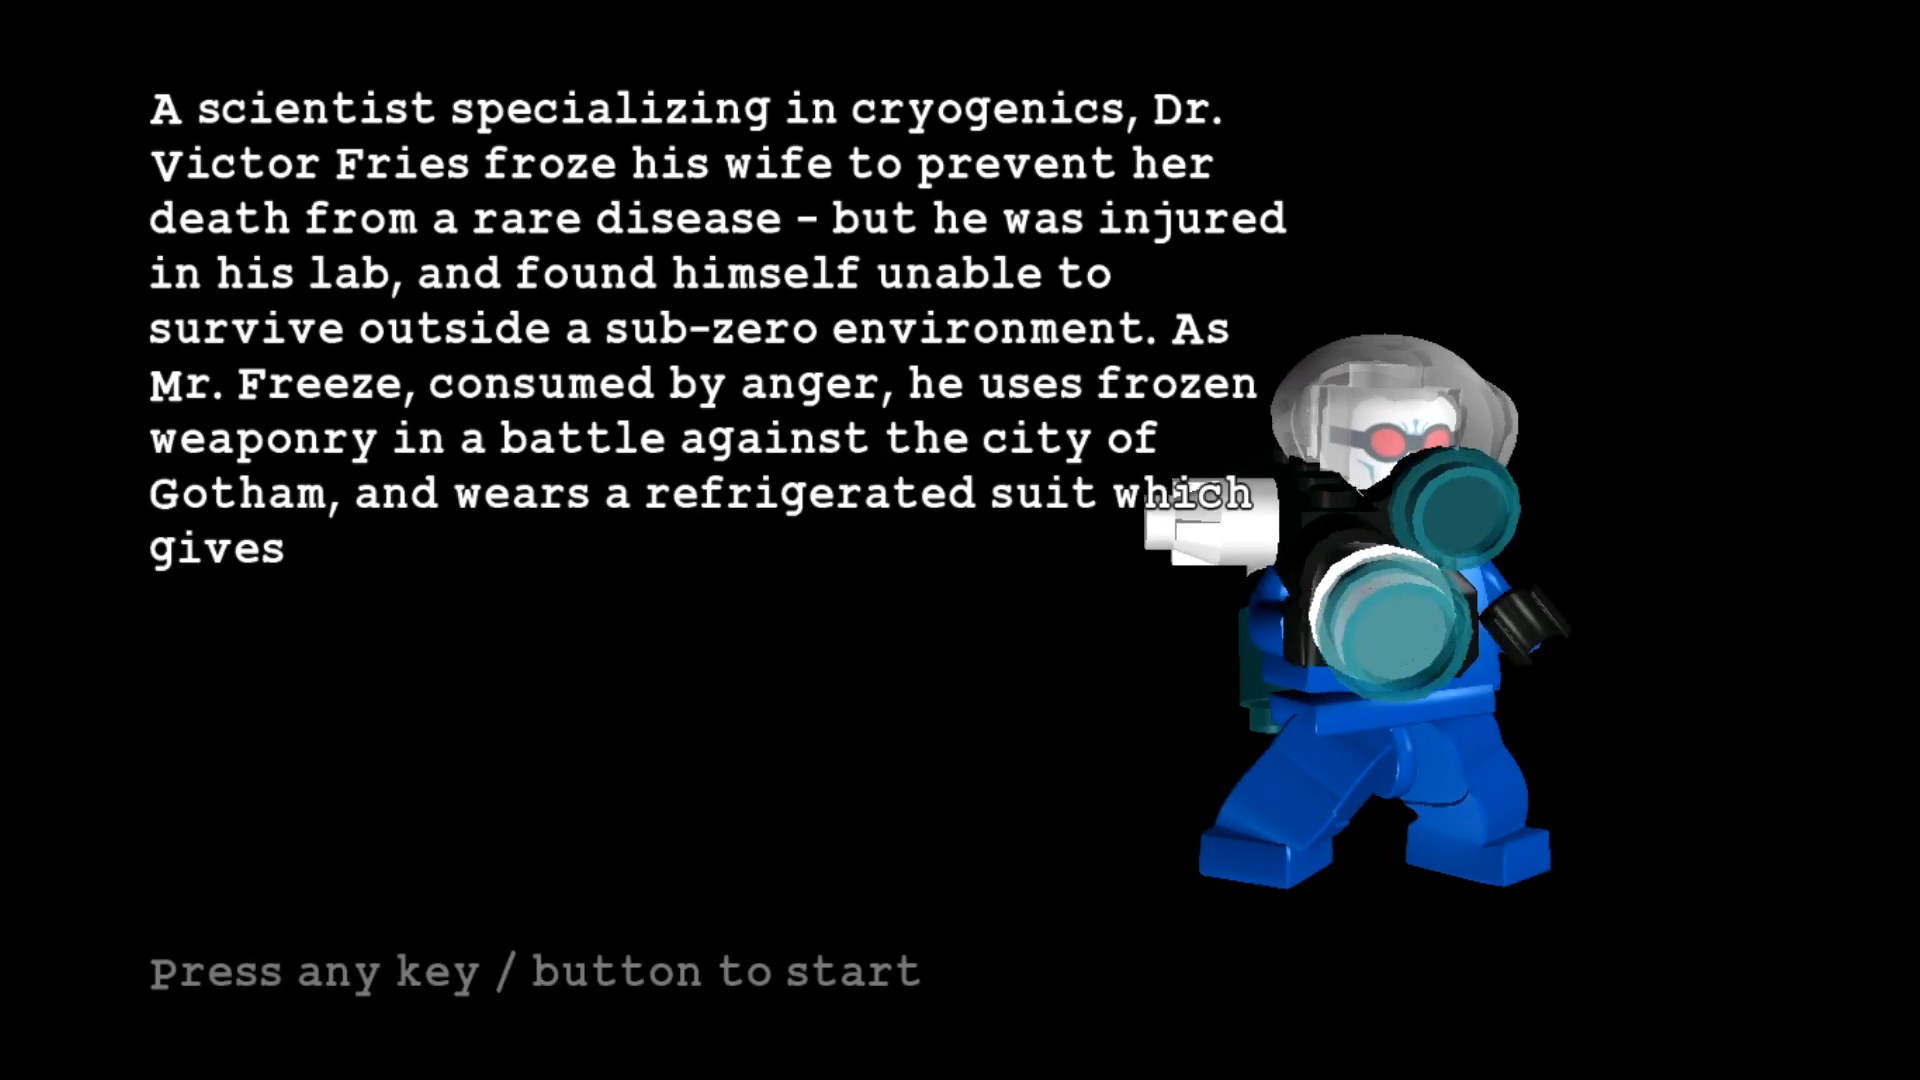 A scientist specializing in cryogenics, Dr.
Victor Fries froze his wife to prevent her
death from a rare disease - but he was injured
in his lab, and found himself unable to
survive outside a sub-zero environment. As
Mr. Freeze, consumed by anger, he uses frozen
weaponry in a battle against the city of
Gotham, and wears a refrigerated suit which
gives
Press any key / button to start